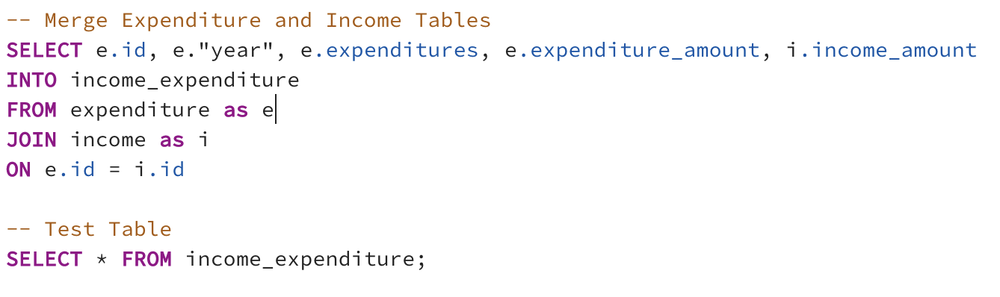 -- Merge Expenditure and Income Tables
SELECT e.id, e."year", e.expenditures, e.expenditure_amount, i.income_amount
INTO income_expenditure
FROM expenditure as e
JOIN income as i
ON e.id = i.id
-- Test Table
SELECT * FROM income_expenditure;